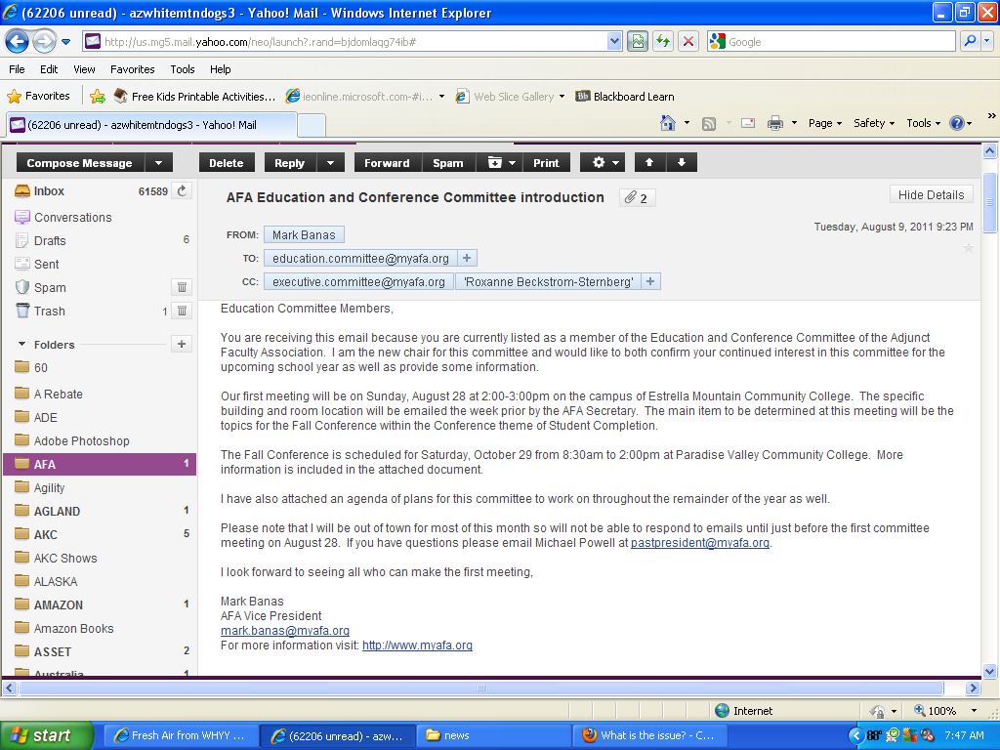 (62206 unread) - azwhitemtndogs3 - Yahoo! Mail - Windows Internet Explorer
http://us.mg5.mail.yahoo.com/neo/launch?.rand=bjdomlaqg74ib#
Google
File Edit View Favorites Tools Help
Favorites Free Kids Printable Activities... ieonline.microsoft.com-#i... Web Slice Gallery Blackboard Learn
(62206 unread) - azwhitemtndogs3 - Yahoo! Mail
Page Safety Tools
Compose Message Delete Reply Forward Spam Print
Inbox 61589
Conversations
Drafts 6
Sent
Spam
Trash 1
Folders
60
A Rebate
ADE
Adobe Photoshop
AFA 1
Agility
AGLAND 1
AKC 5
AKC Shows
ALASKA
AMAZON 1
Amazon Books
ASSET 2
Australia 1
AFA Education and Conference Committee introduction 2
Hide Details
Tuesday, August 9, 2011 9:23 PM
FROM: Mark Banas
TO: education.committee@myafa.org +
CC: executive.committee@myafa.org 'Roxanne Beckstrom-Sternberg' +
Education Committee Members,
You are receiving this email because you are currently listed as a member of the Education and Conference Committee of the Adjunct
Faculty Association. I am the new chair for this committee and would like to both confirm your continued interest in this committee for the
upcoming school year as well as provide some information.
Our first meeting will be on Sunday, August 28 at 2:00-3:00pm on the campus of Estrella Mountain Community College. The specific
building and room location will be emailed the week prior by the AFA Secretary. The main item to be determined at this meeting will be the
topics for the Fall Conference within the Conference theme of Student Completion.
The Fall Conference is scheduled for Saturday, October 29 from 8:30am to 2:00pm at Paradise Valley Community College. More
information is included in the attached document.
I have also attached an agenda of plans for this committee to work on throughout the remainder of the year as well.
Please note that I will be out of town for most of this month so will not be able to respond to emails until just before the first committee
meeting on August 28. If you have questions please email Michael Powell at pastpresident@myafa.org.
I look forward to seeing all who can make the first meeting,
Mark Banas
AFA Vice President
mark.banas@myafa.org
For more information visit: http://www.myafa.org
Internet 100%
start Fresh Air from WHYY ... (62206 unread) - azw... news What is the issue? - C... 88° 7:47 AM